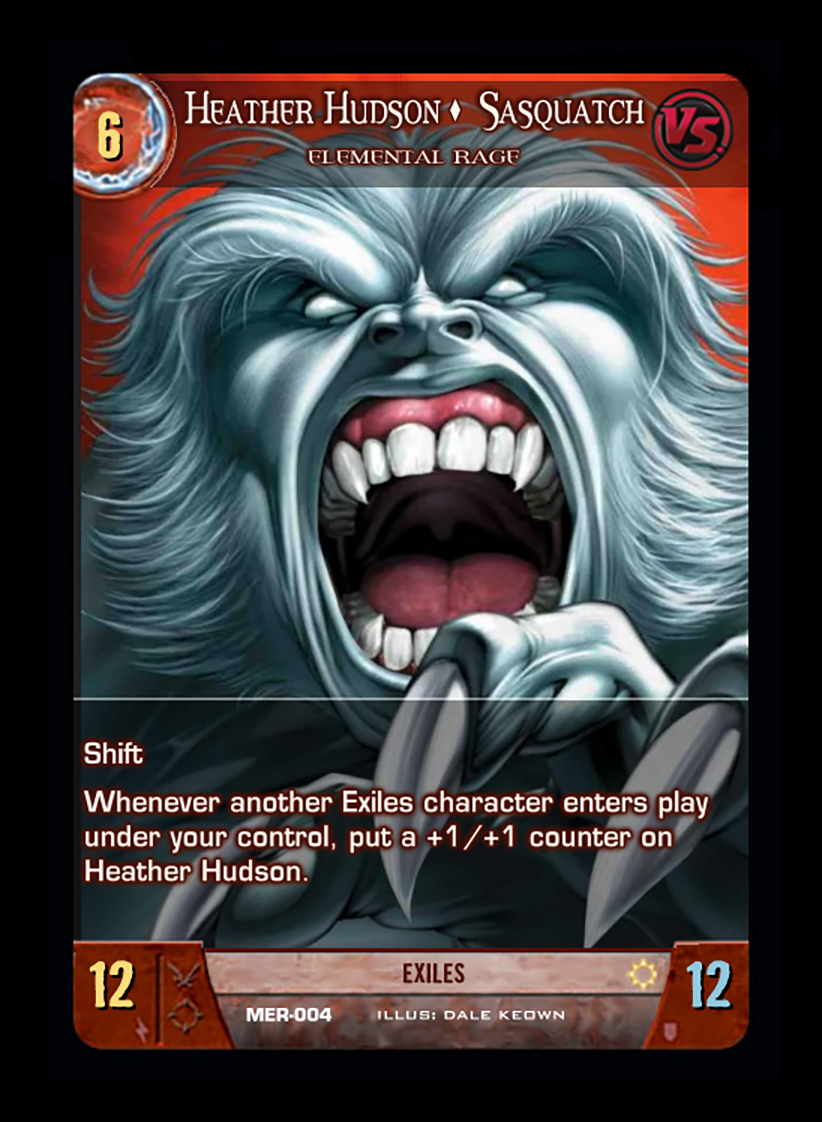 6
HEATHER HUDSON ♦ SASQUATCH
VS.
ELEMENTAL RAGE
Shift
Whenever another Exiles character enters play
under your control, put a +1/+1 counter on
Heather Hudson.
12
EXILES
12
MER-004 ILLUS: DALE KEOWN